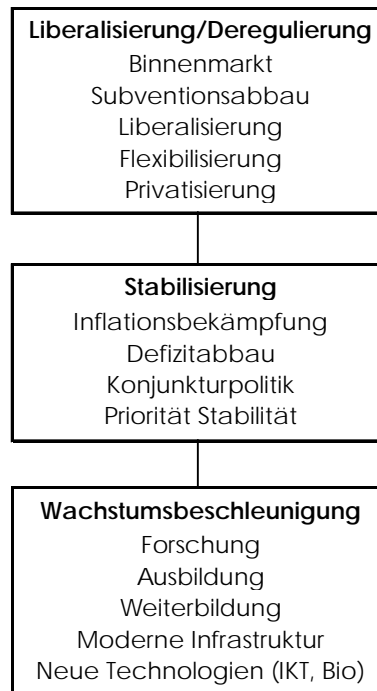 Liberalisierung/Deregulierung
Binnenmarkt
Subventionsabbau
Liberalisierung
Flexibilisierung
Privatisierung
Stabilisierung
Inflationsbekämpfung
Defizitabbau
Konjunkturpolitik
Priorität Stabilität
Wachstumsbeschleunigung
Forschung
Ausbildung
Weiterbildung
Moderne Infrastruktur
Neue Technologien (IKT, Bio)